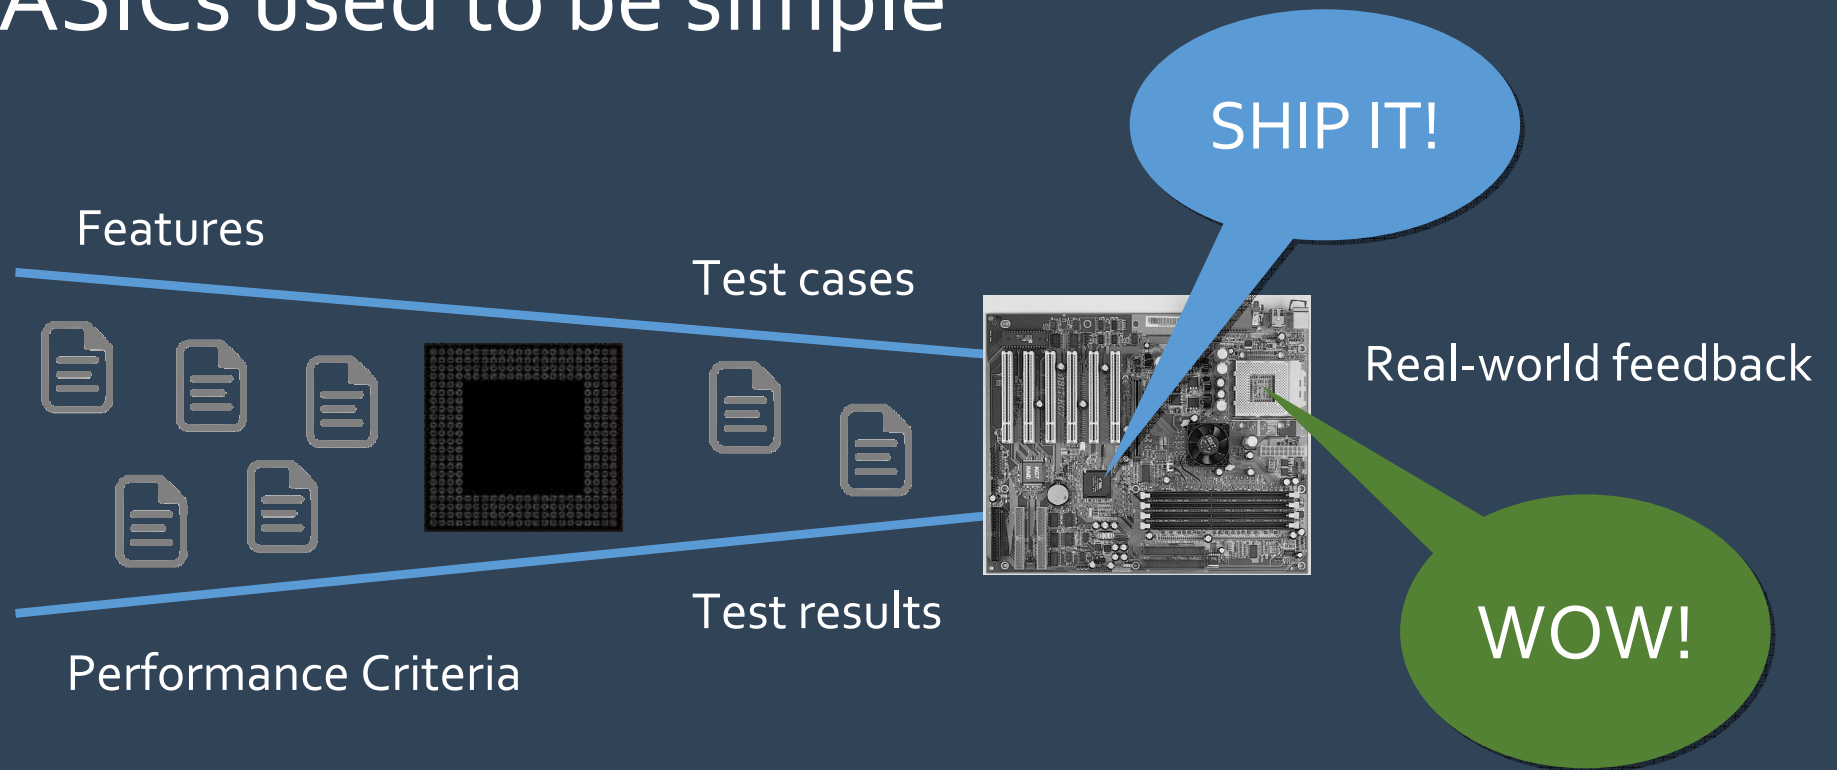 ASICs used to be simple
SHIP IT!
Features
Test cases
Real-world feedback
Test results
WOW!
Performance Criteria